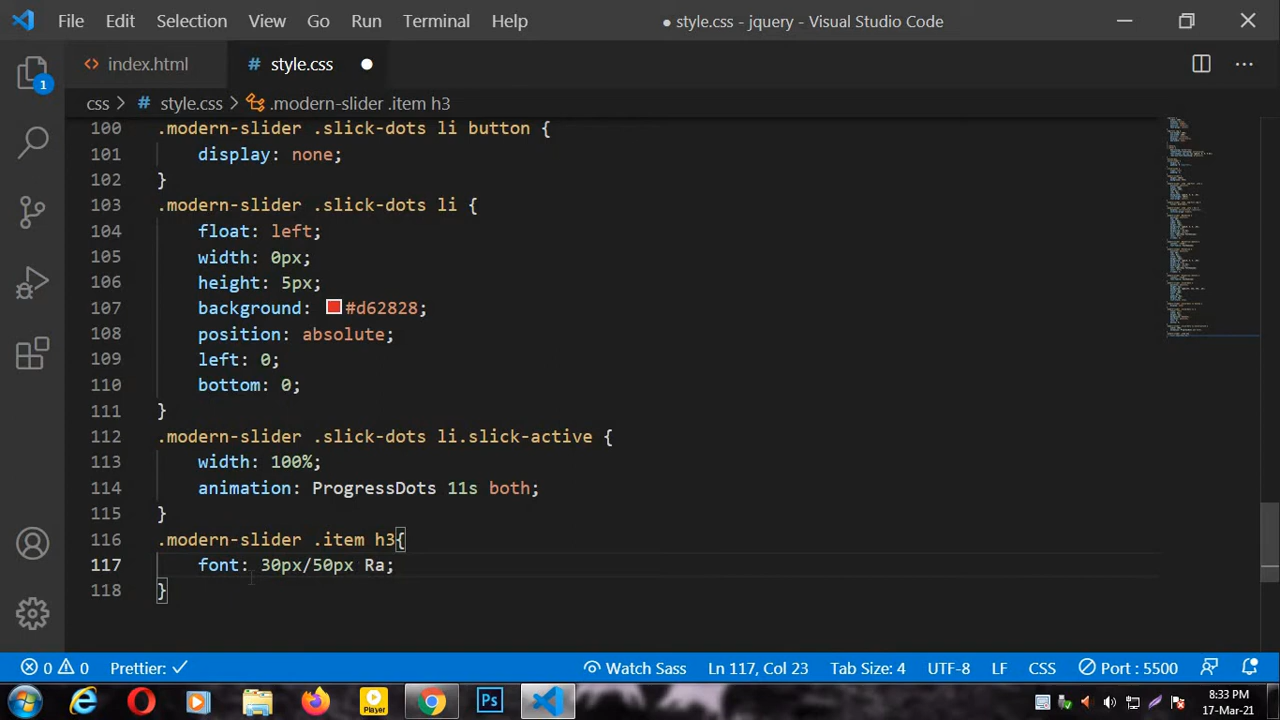 File Edit Selection View Go Run Terminal Help ● style.css - jquery - Visual Studio Code
<> index.html # style.css ●
1
css > # style.css > .modern-slider .item h3
100 .modern-slider .slick-dots li button {
101 display: none;
102 }
103 .modern-slider .slick-dots li {
104 float: left;
105 width: 0px;
106 height: 5px;
107 background: #d62828;
108 position: absolute;
109 left: 0;
110 bottom: 0;
111 }
112 .modern-slider .slick-dots li.slick-active {
113 width: 100%;
114 animation: ProgressDots 11s both;
115 }
116 .modern-slider .item h3{
117 font: 30px/50px Ra;
118 }
0 0 Prettier: ✓ Watch Sass Ln 117, Col 23 Tab Size: 4 UTF-8 LF CSS Port : 5500
Player Ps 8:33 PM
17-Mar-21